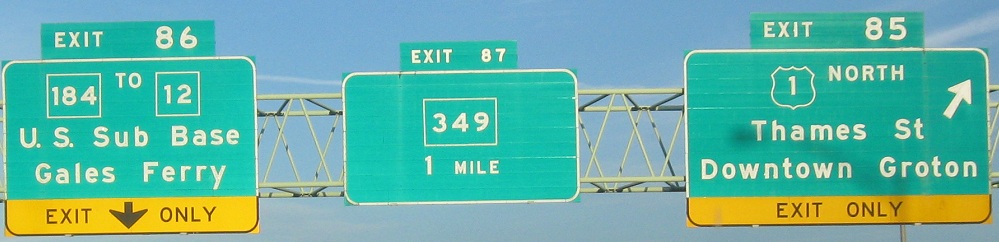 EXIT 86
184 TO 12
U.S. Sub Base
Gales Ferry
EXIT ONLY
EXIT 87
349
1 MILE
EXIT 85
1 NORTH
Thames St
Downtown Groton
EXIT ONLY